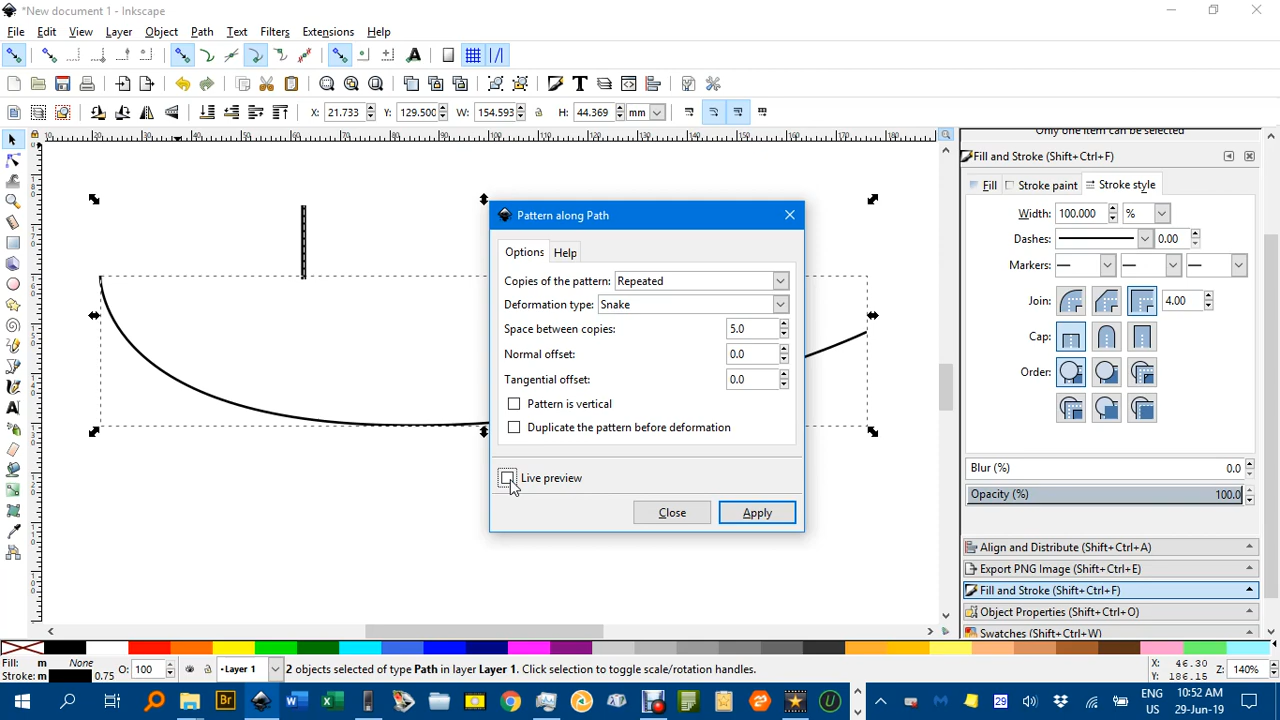 *New document 1 - Inkscape
File Edit View Layer Object Path Text Filters Extensions Help
X: 21.733 Y: 129.500 W: 154.593 H: 44.369 mm
Only one item can be selected
Fill and Stroke (Shift+Ctrl+F)
Fill Stroke paint Stroke style
Width: 100.000 %
Dashes: 0.00
Markers:
Join: 4.00
Cap:
Order:
Blur (%) 0.0
Opacity (%) 100.0
Align and Distribute (Shift+Ctrl+A)
Export PNG Image (Shift+Ctrl+E)
Fill and Stroke (Shift+Ctrl+F)
Object Properties (Shift+Ctrl+O)
Swatches (Shift+Ctrl+W)
Pattern along Path
Options Help
Copies of the pattern: Repeated
Deformation type: Snake
Space between copies: 5.0
Normal offset: 0.0
Tangential offset: 0.0
Pattern is vertical
Duplicate the pattern before deformation
Live preview
Close Apply
Fill: m None
Stroke: m 0.75
O: 100
Layer 1
2 objects selected of type Path in layer Layer 1. Click selection to toggle scale/rotation handles.
X: 46.30
Y: 186.15
Z: 140%
Br
29
ENG
US
10:52 AM
29-Jun-19